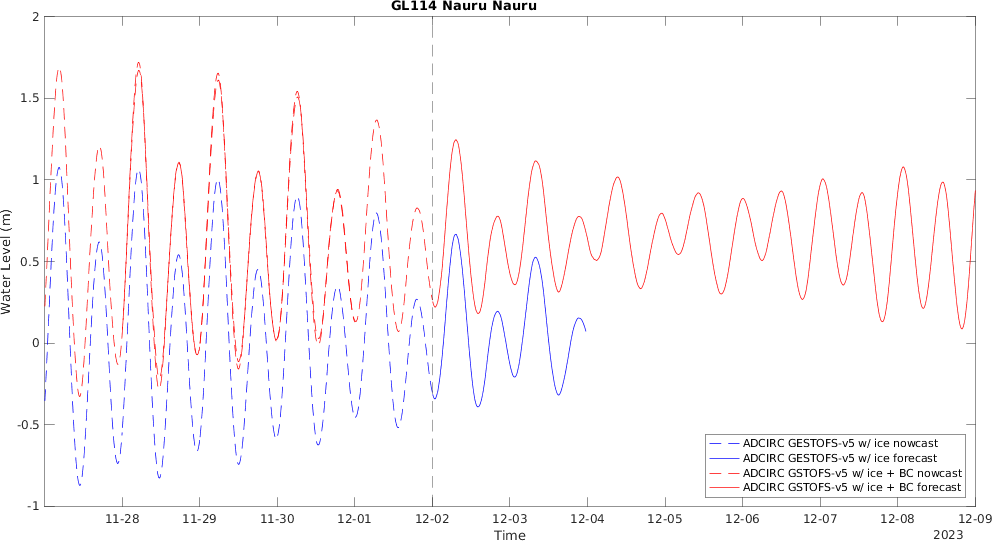 GL114 Nauru Nauru
2
1.5
1
0.5
0
-0.5
-1
Water Level (m)
11-28 11-29 11-30 12-01 12-02 12-03 12-04 12-05 12-06 12-07 12-08 12-09
Time
2023
ADCIRC GESTOFS-v5 w/ ice nowcast
ADCIRC GESTOFS-v5 w/ ice forecast
ADCIRC GSTOFS-v5 w/ ice + BC nowcast
ADCIRC GSTOFS-v5 w/ ice + BC forecast